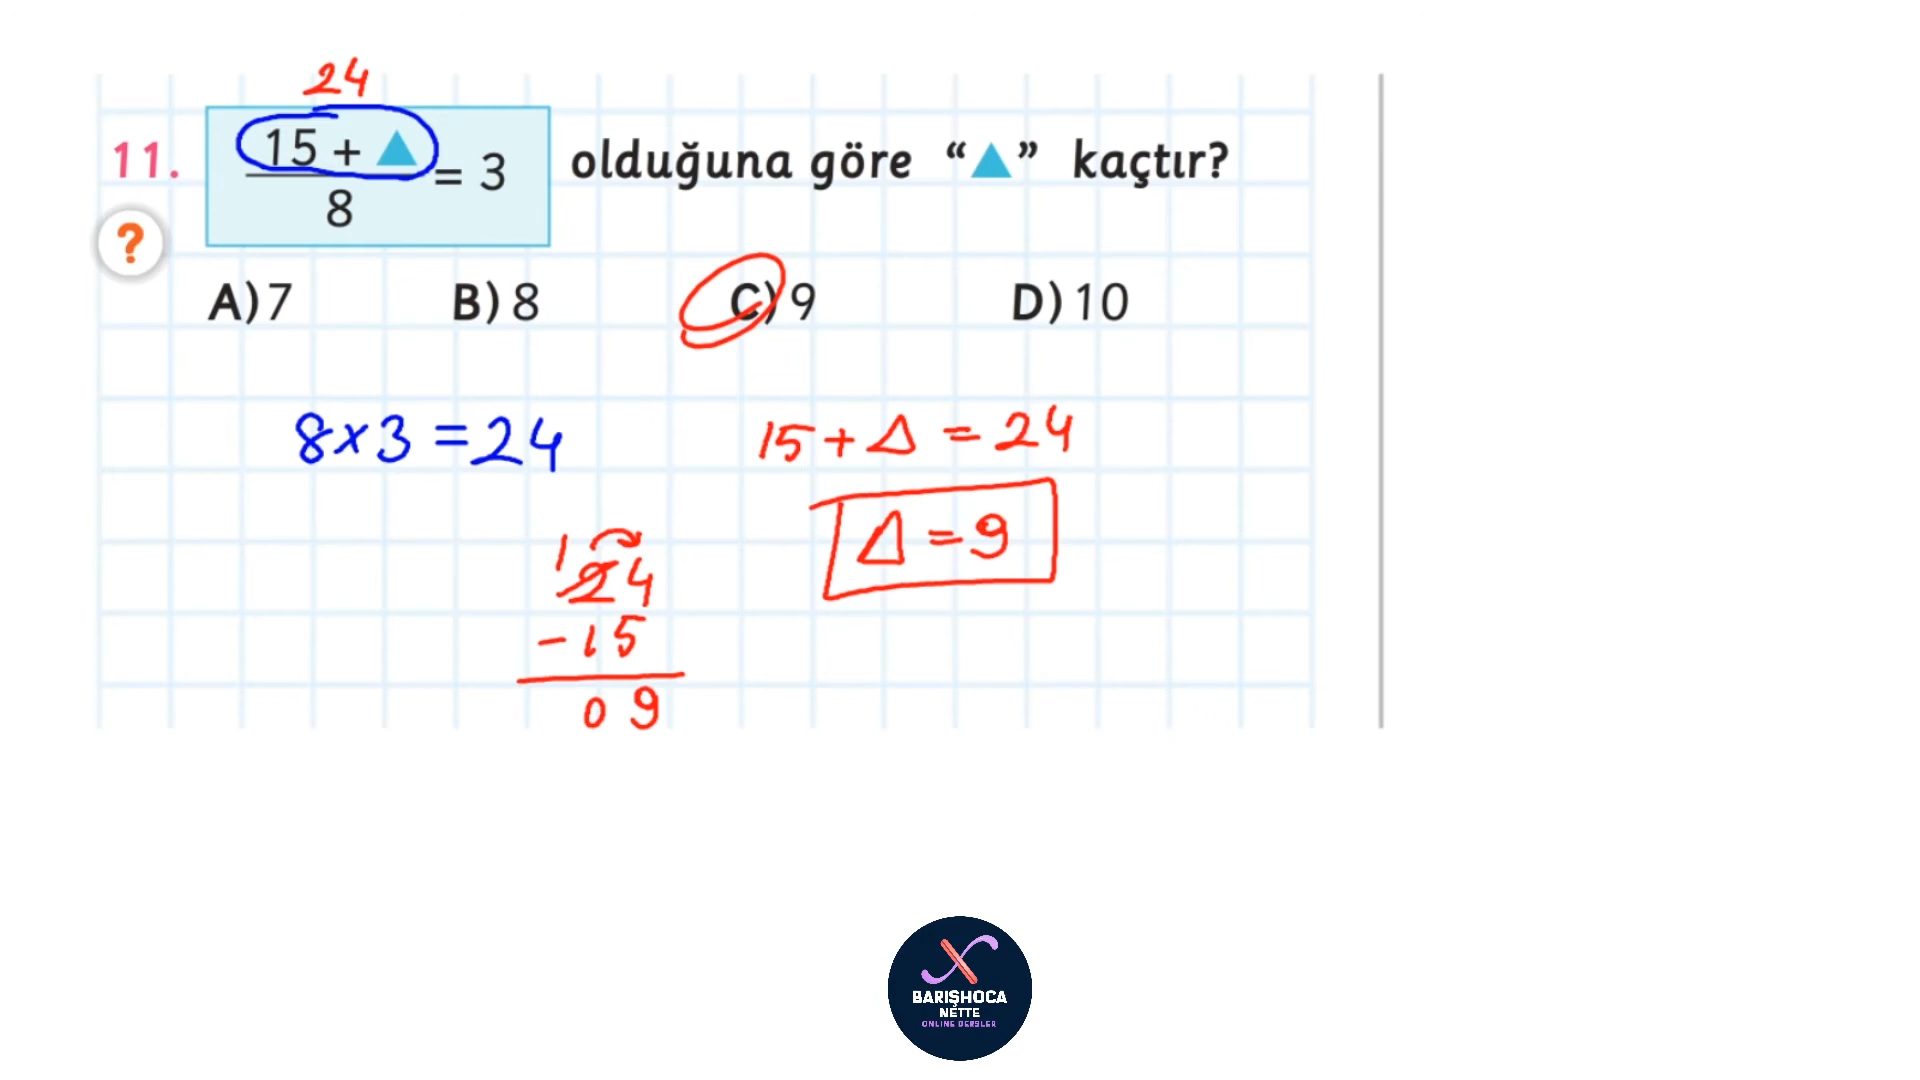 24
11. 15 + ▲ = 3 olduğuna göre “▲” kaçtır?
8
?
A) 7 B) 8 C) 9 D) 10
8x3 = 24
15 + Δ = 24
Δ = 9
1
24
- 15
09
BARIŞHOCA
NETTE
ONLINE DERSLER